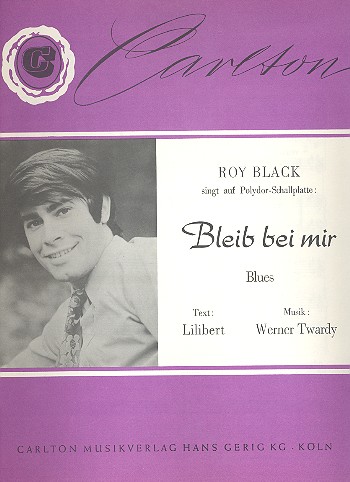 C
Carlton
ROY BLACK
singt auf Polydor-Schallplatte:
Bleib bei mir
Blues
Text:
Lilibert
Musik:
Werner Twardy
CARLTON MUSIKVERLAG HANS GERIG KG · KÖLN